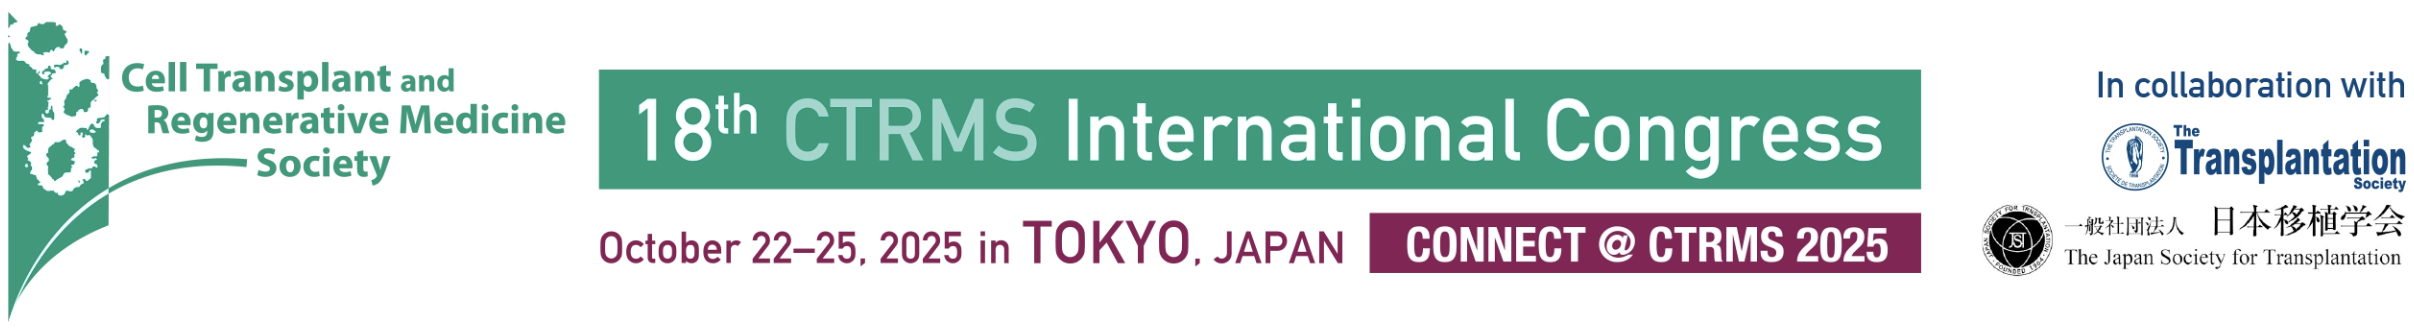 Cell Transplant and
Regenerative Medicine
Society
18th CTRMS International Congress
October 22–25, 2025 in TOKYO, JAPAN
CONNECT @ CTRMS 2025
In collaboration with
The
Transplantation
Society
一般社団法人 日本移植学会
The Japan Society for Transplantation